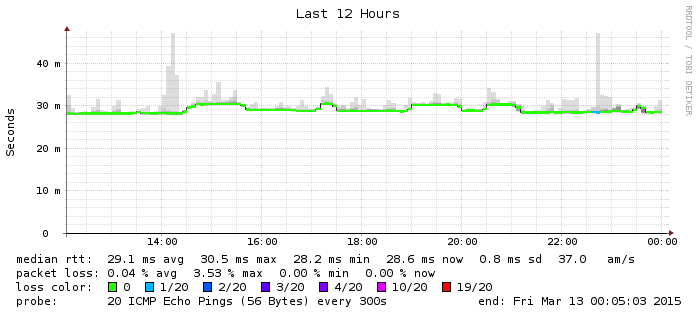 Last 12 Hours
RRDTOOL / TOBI OETIKER
Seconds
40 m
30 m
20 m
10 m
0
14:00 16:00 18:00 20:00 22:00 00:00
median rtt: 29.1 ms avg 30.5 ms max 28.2 ms min 28.6 ms now 0.8 ms sd 37.0 am/s
packet loss: 0.04 % avg 3.53 % max 0.00 % min 0.00 % now
loss color: 0 1/20 2/20 3/20 4/20 10/20 19/20
probe: 20 ICMP Echo Pings (56 Bytes) every 300s end: Fri Mar 13 00:05:03 2015